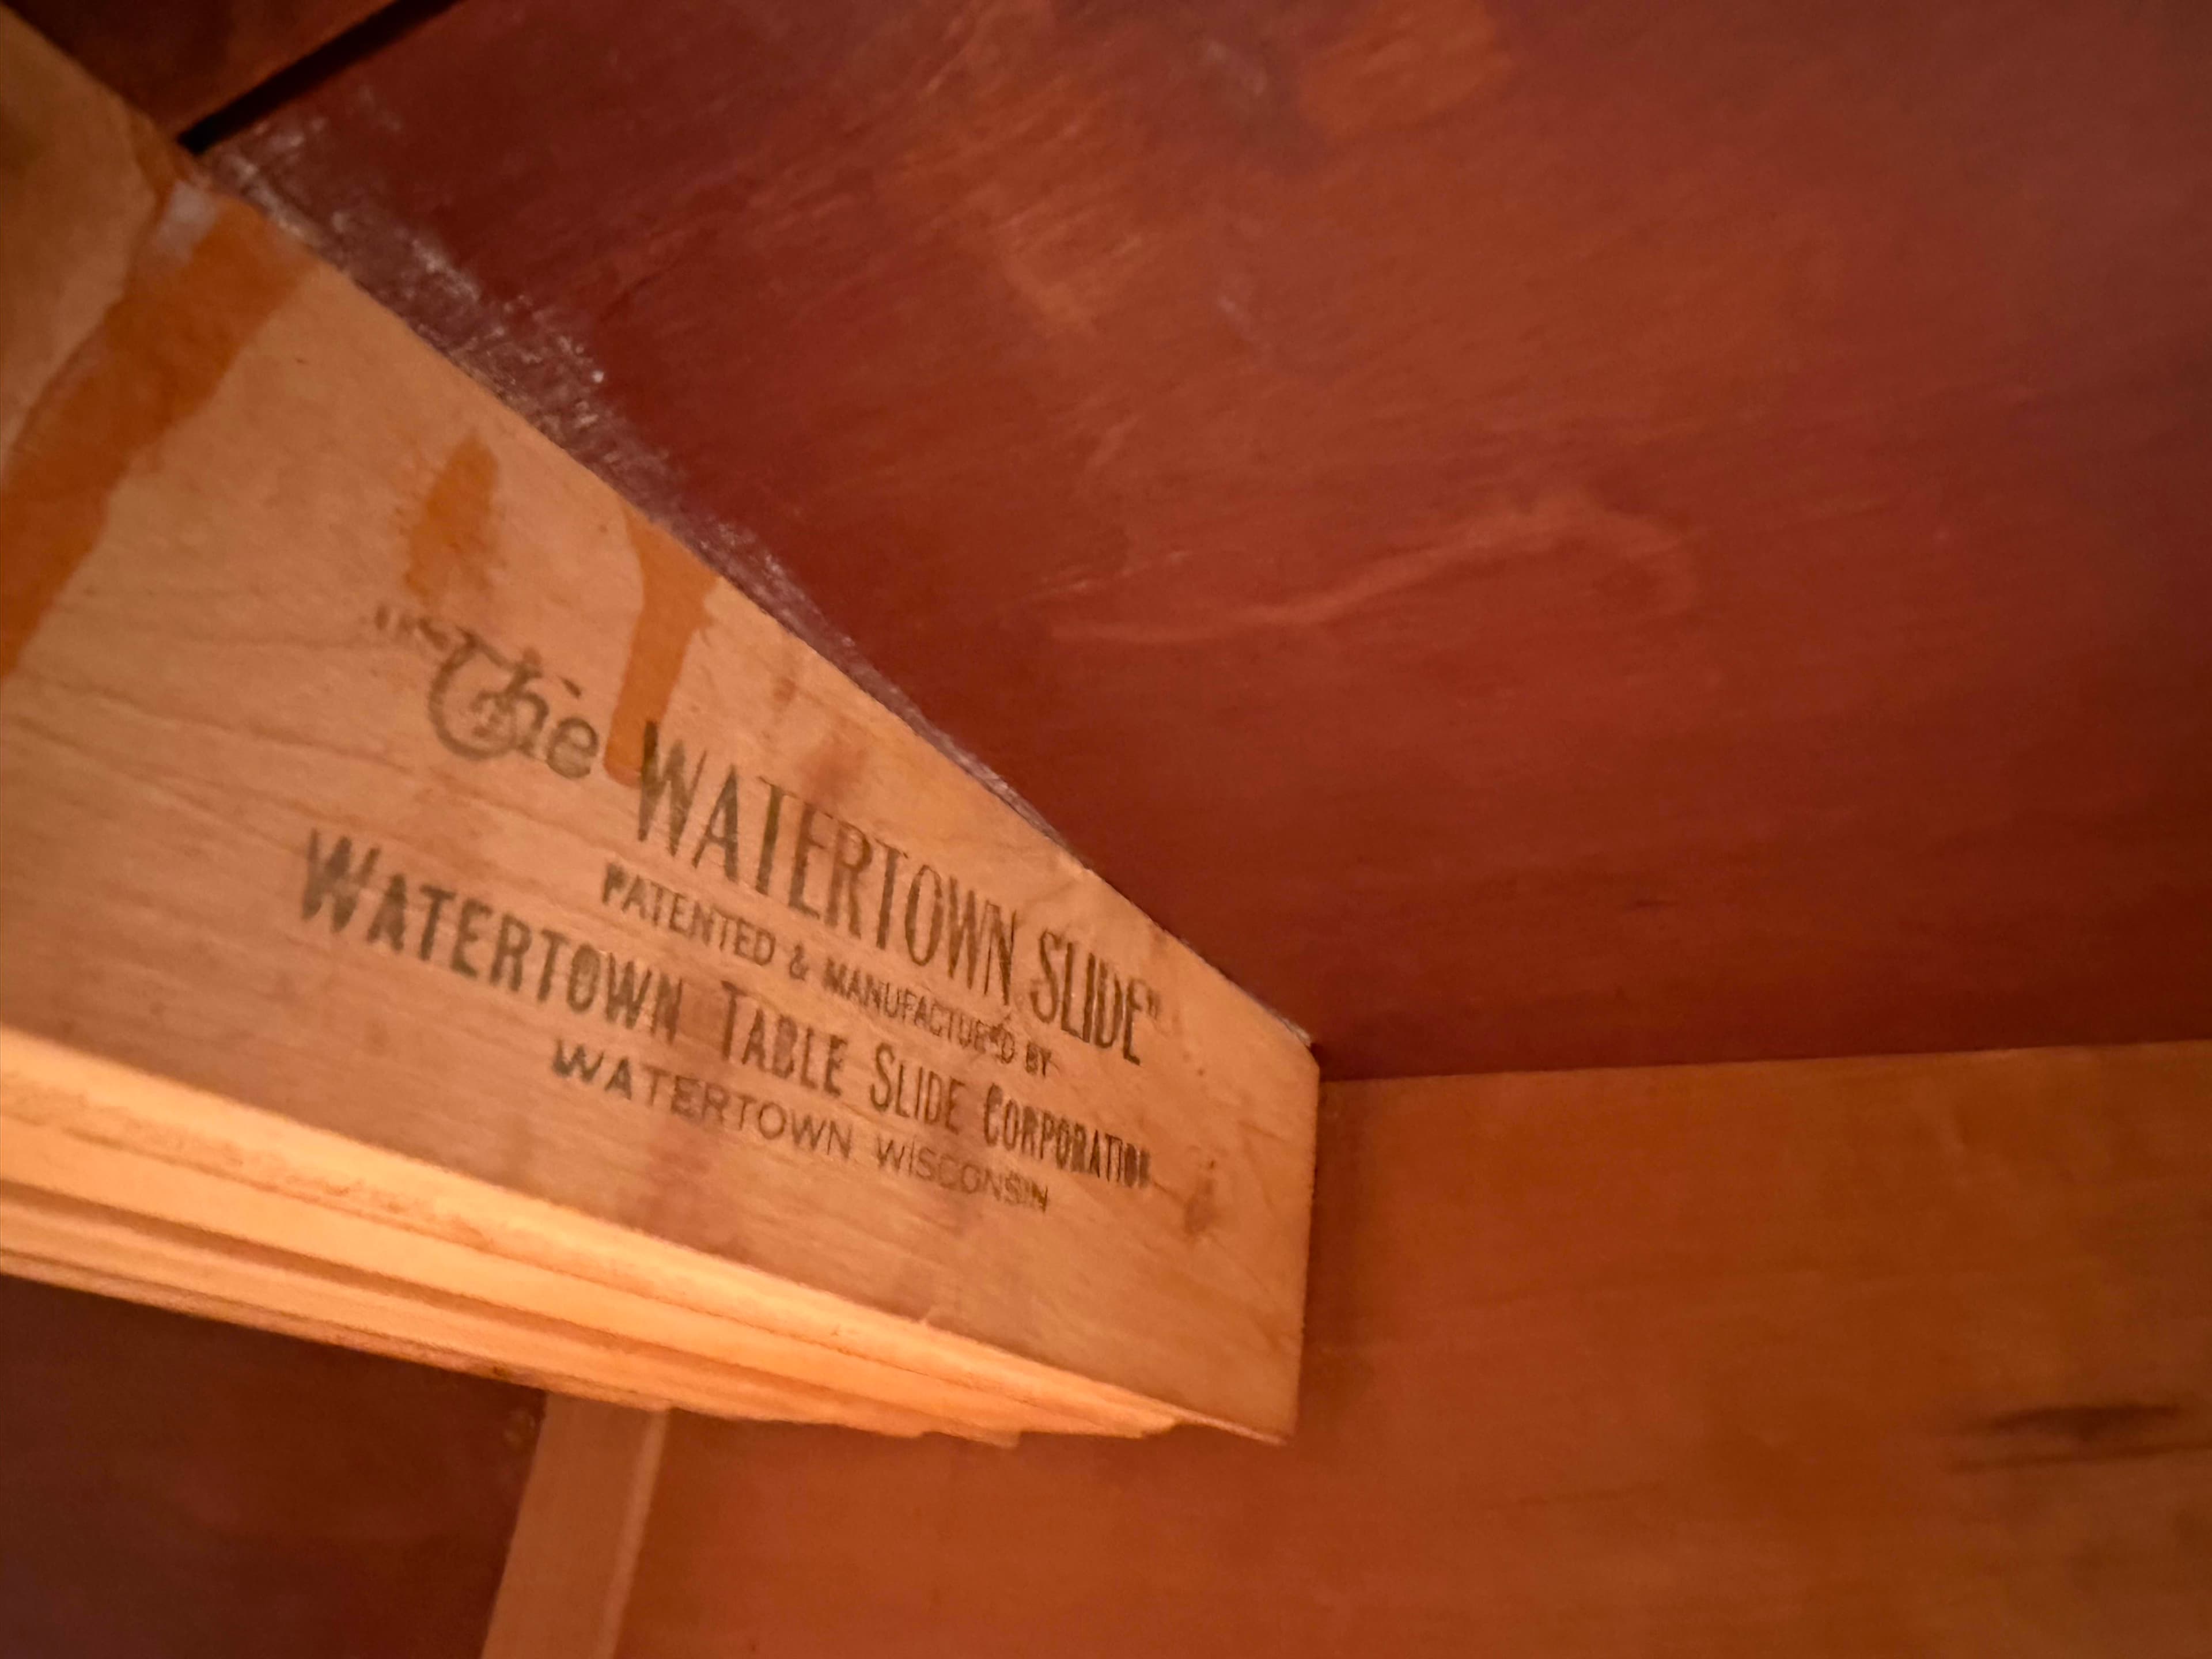 "The WATERTOWN SLIDE"
PATENTED & MANUFACTURED BY
WATERTOWN TABLE SLIDE CORPORATION
WATERTOWN WISCONSIN